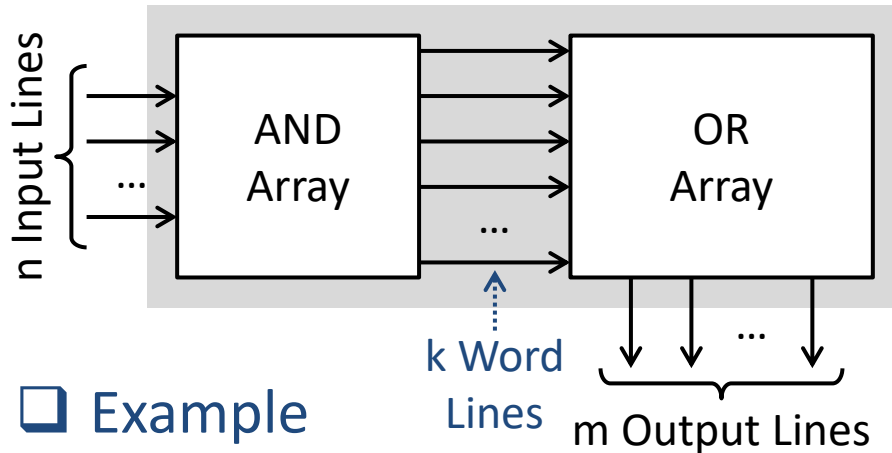 n Input Lines
...
AND
Array
...
OR
Array
...
k Word
Lines
m Output Lines
❑ Example